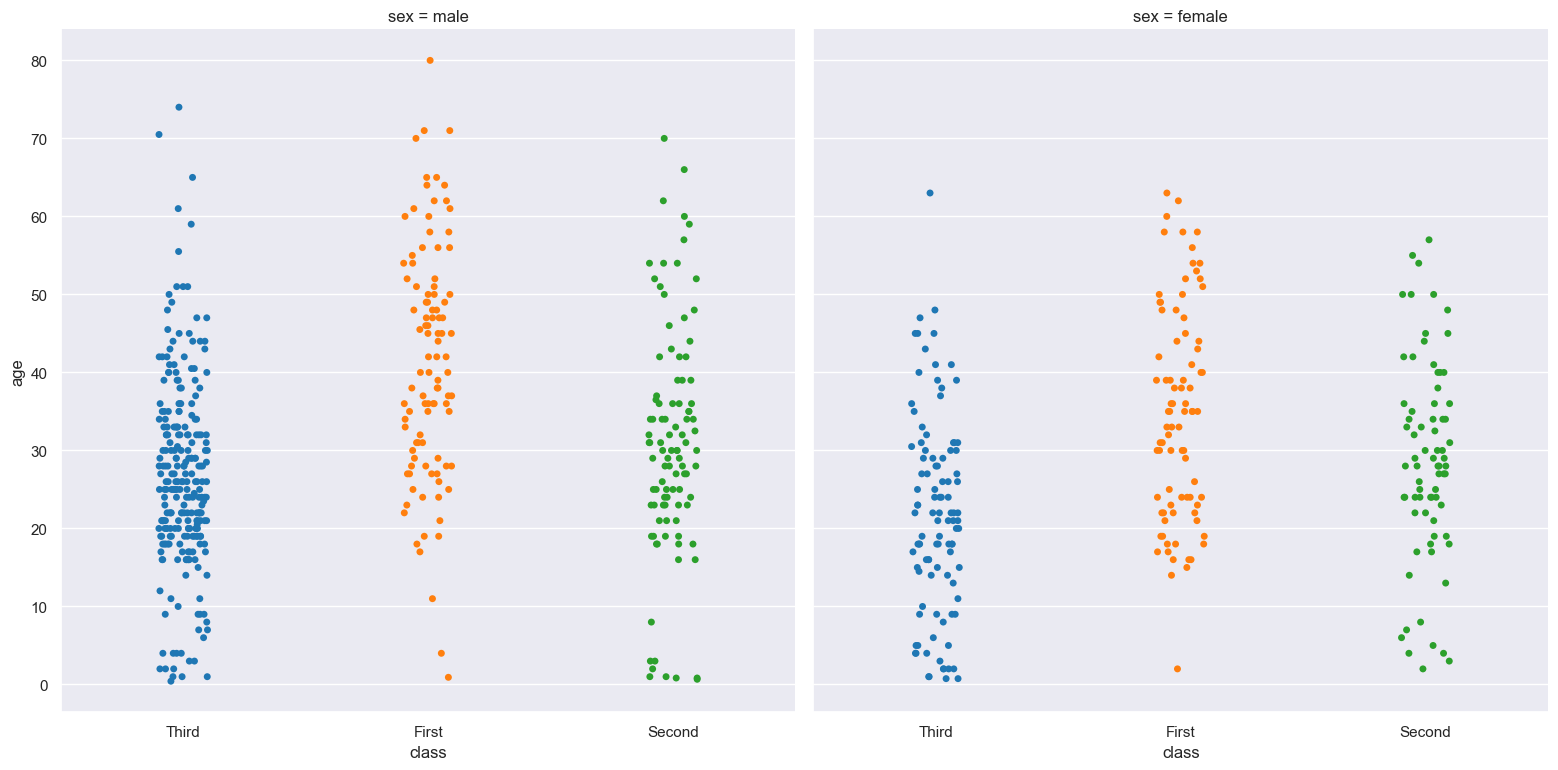 sex = male
sex = female
age
80
70
60
50
40
30
20
10
0
Third First Second
class
Third First Second
class